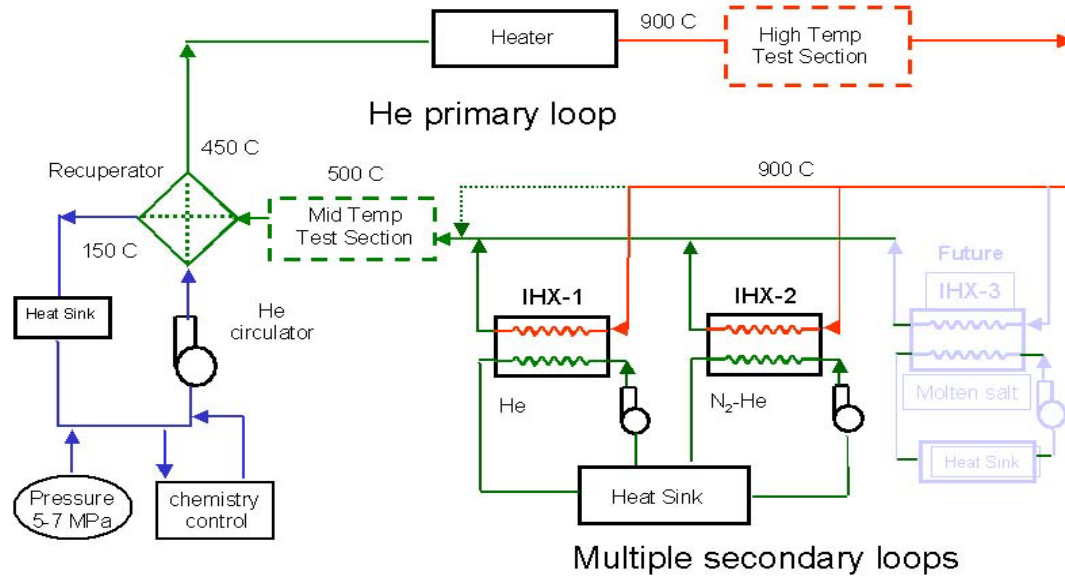 Heater
900 C
High Temp
Test Section
He primary loop
450 C
Recuperator
500 C
900 C
Mid Temp
Test Section
150 C
Future
Heat Sink
He
circulator
IHX-1
IHX-2
IHX-3
He
N2-He
Molten salt
Heat Sink
Heat Sink
Pressure
5-7 MPa
chemistry
control
Multiple secondary loops